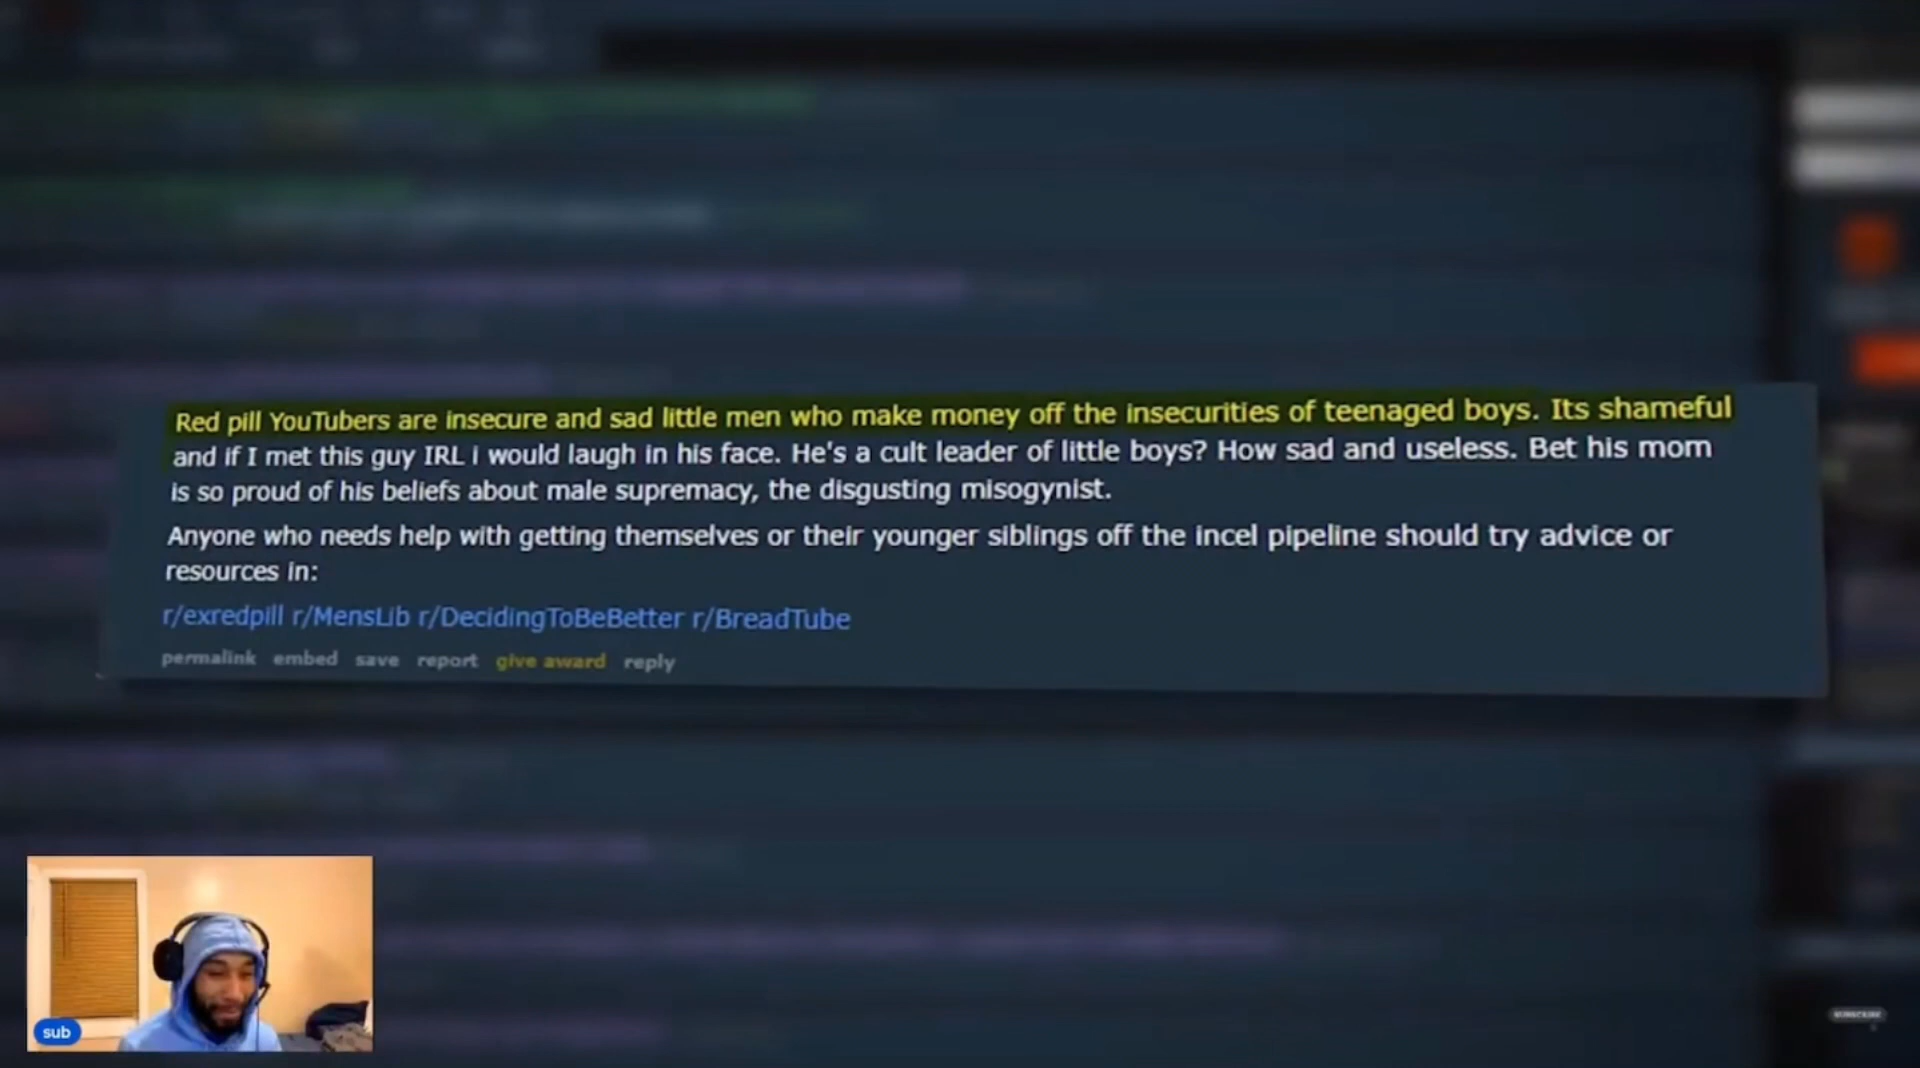 Red pill YouTubers are insecure and sad little men who make money off the insecurities of teenaged boys. Its shameful
and if I met this guy IRL i would laugh in his face. He's a cult leader of little boys? How sad and useless. Bet his mom
is so proud of his beliefs about male supremacy, the disgusting misogynist.
Anyone who needs help with getting themselves or their younger siblings off the incel pipeline should try advice or
resources in:
r/exredpill r/MensLib r/DecidingToBeBetter r/BreadTube
permalink embed save report give award reply
sub
SUBSCRIBE